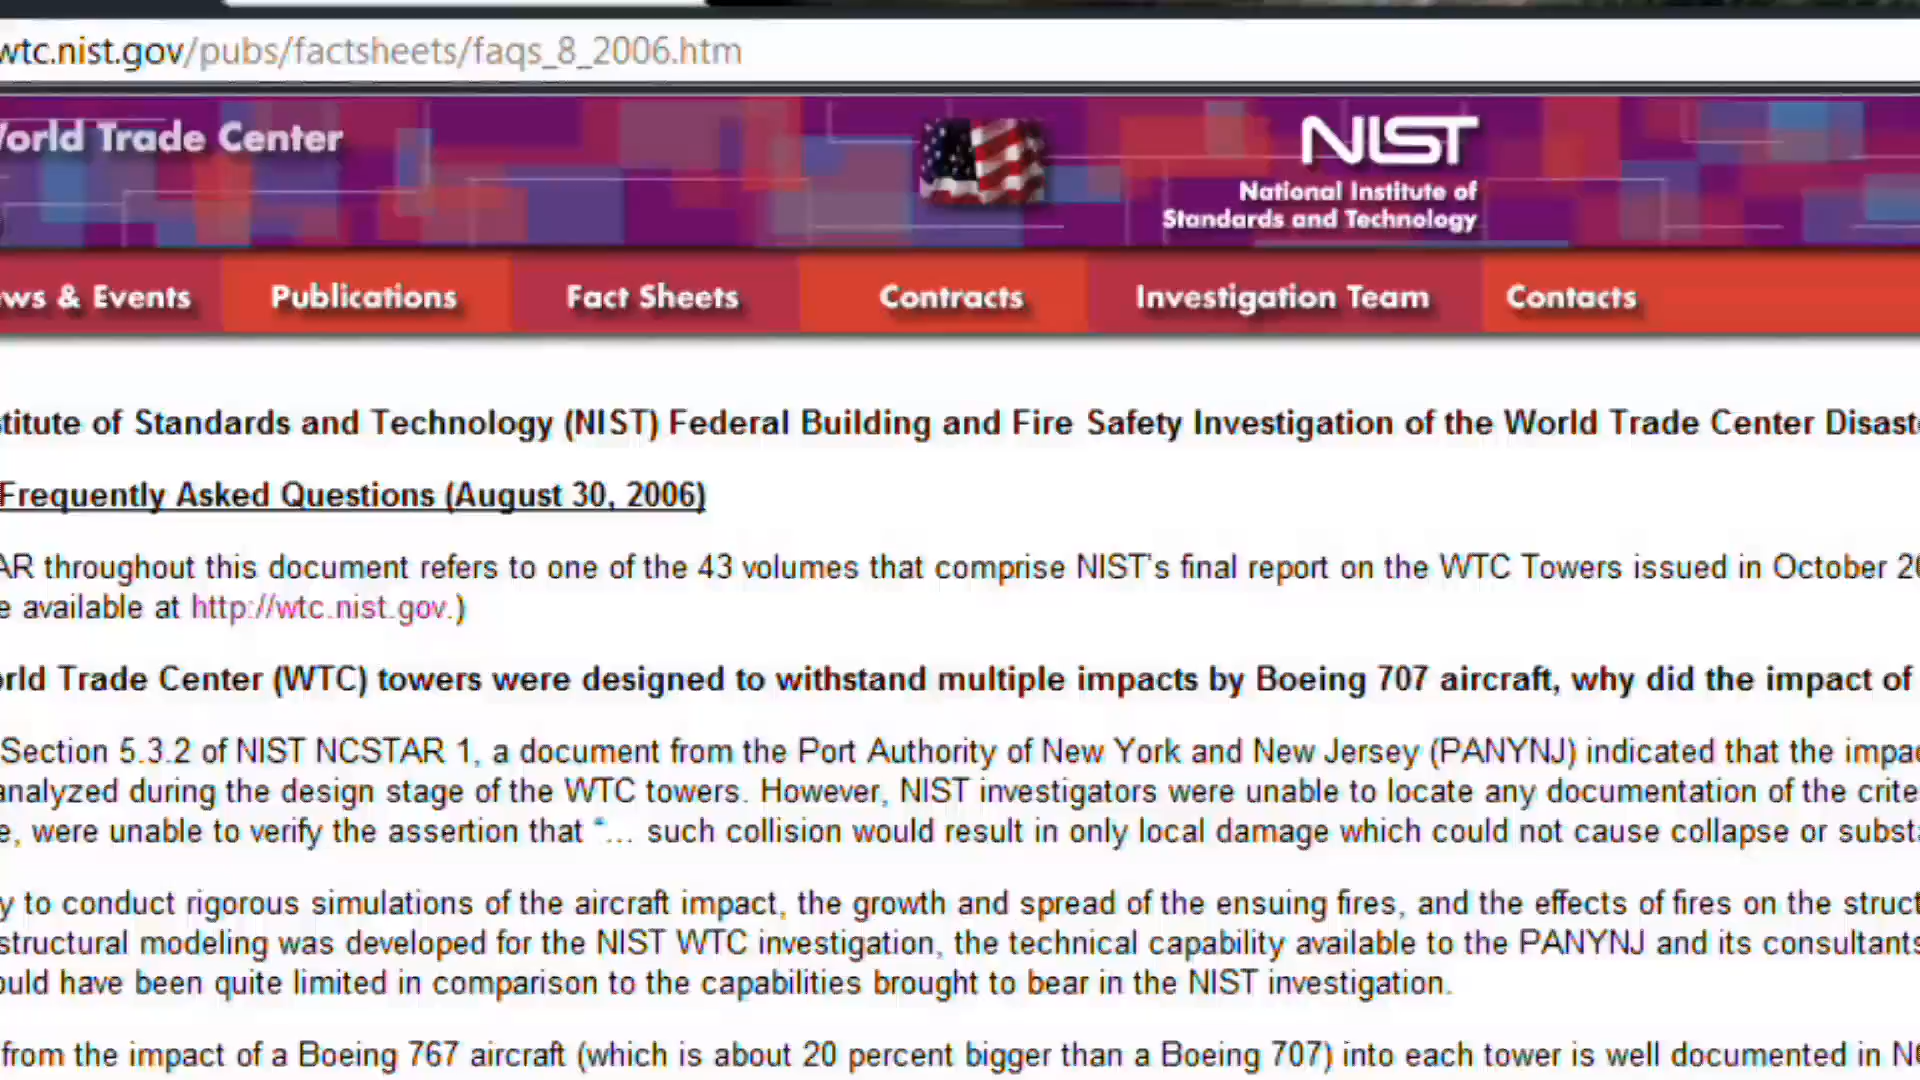 wtc.nist.gov/pubs/factsheets/faqs_8_2006.htm
World Trade Center
NIST
National Institute of
Standards and Technology
ws & Events
Publications
Fact Sheets
Contracts
Investigation Team
Contacts
titute of Standards and Technology (NIST) Federal Building and Fire Safety Investigation of the World Trade Center Disast
Frequently Asked Questions (August 30, 2006)
AR throughout this document refers to one of the 43 volumes that comprise NIST's final report on the WTC Towers issued in October 20
e available at http://wtc.nist.gov.)
rld Trade Center (WTC) towers were designed to withstand multiple impacts by Boeing 707 aircraft, why did the impact of
Section 5.3.2 of NIST NCSTAR 1, a document from the Port Authority of New York and New Jersey (PANYNJ) indicated that the impac
analyzed during the design stage of the WTC towers. However, NIST investigators were unable to locate any documentation of the crite
e, were unable to verify the assertion that "... such collision would result in only local damage which could not cause collapse or subst
y to conduct rigorous simulations of the aircraft impact, the growth and spread of the ensuing fires, and the effects of fires on the struct
structural modeling was developed for the NIST WTC investigation, the technical capability available to the PANYNJ and its consultants
ould have been quite limited in comparison to the capabilities brought to bear in the NIST investigation.
from the impact of a Boeing 767 aircraft (which is about 20 percent bigger than a Boeing 707) into each tower is well documented in NC